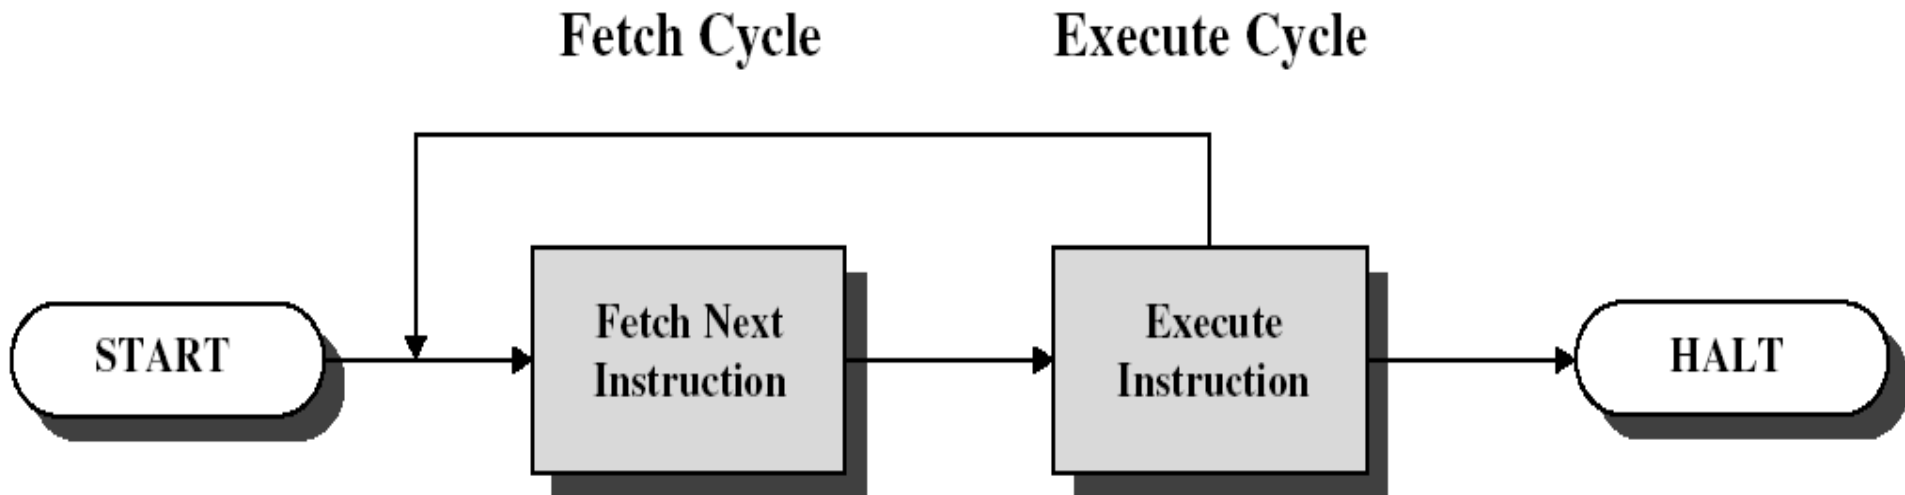 Fetch Cycle
Execute Cycle
START
Fetch Next
Instruction
Execute
Instruction
HALT